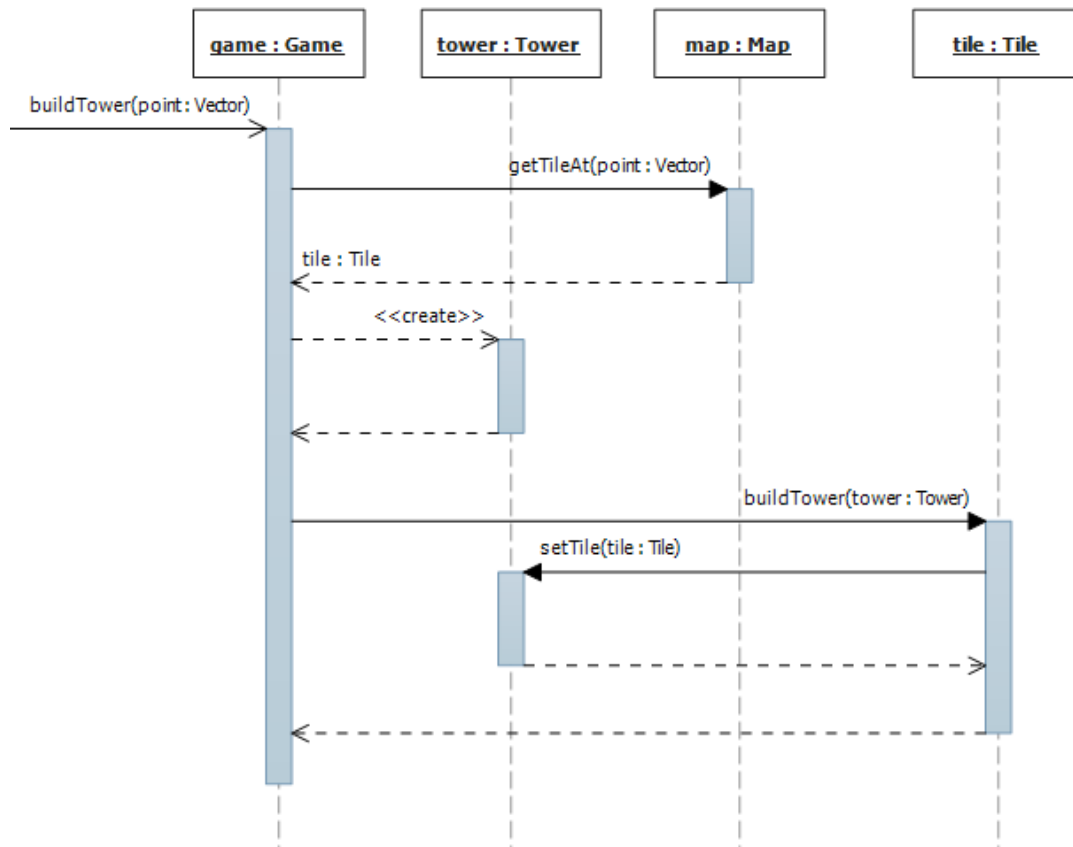 game : Game
tower : Tower
map : Map
tile : Tile
buildTower(point : Vector)
getTileAt(point : Vector)
tile : Tile
<<create>>
buildTower(tower : Tower)
setTile(tile : Tile)